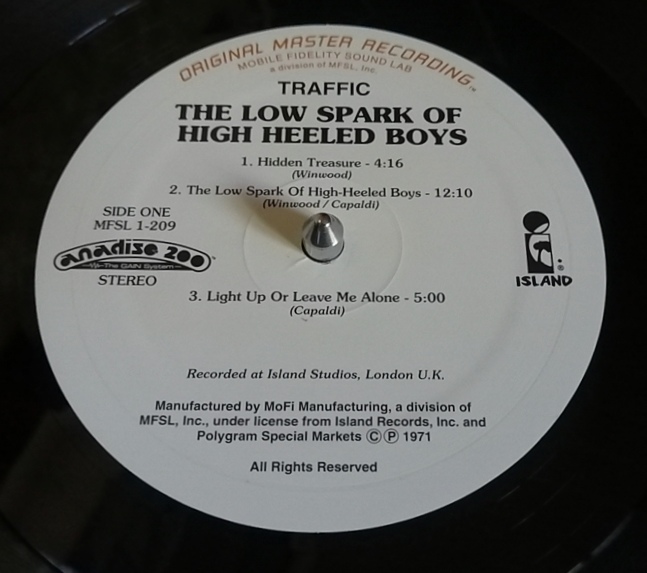 ORIGINAL MASTER RECORDING™
MOBILE FIDELITY SOUND LAB
a division of MFSL, Inc.
TRAFFIC
THE LOW SPARK OF
HIGH HEELED BOYS
1. Hidden Treasure - 4:16
(Winwood)
2. The Low Spark Of High-Heeled Boys - 12:10
(Winwood / Capaldi)
SIDE ONE
MFSL 1-209
anadisc 200™
Via The GAIN System
STEREO
ISLAND ®
3. Light Up Or Leave Me Alone - 5:00
(Capaldi)
Recorded at Island Studios, London U.K.
Manufactured by MoFi Manufacturing, a division of
MFSL, Inc., under license from Island Records, Inc. and
Polygram Special Markets Ⓒ Ⓟ 1971
All Rights Reserved